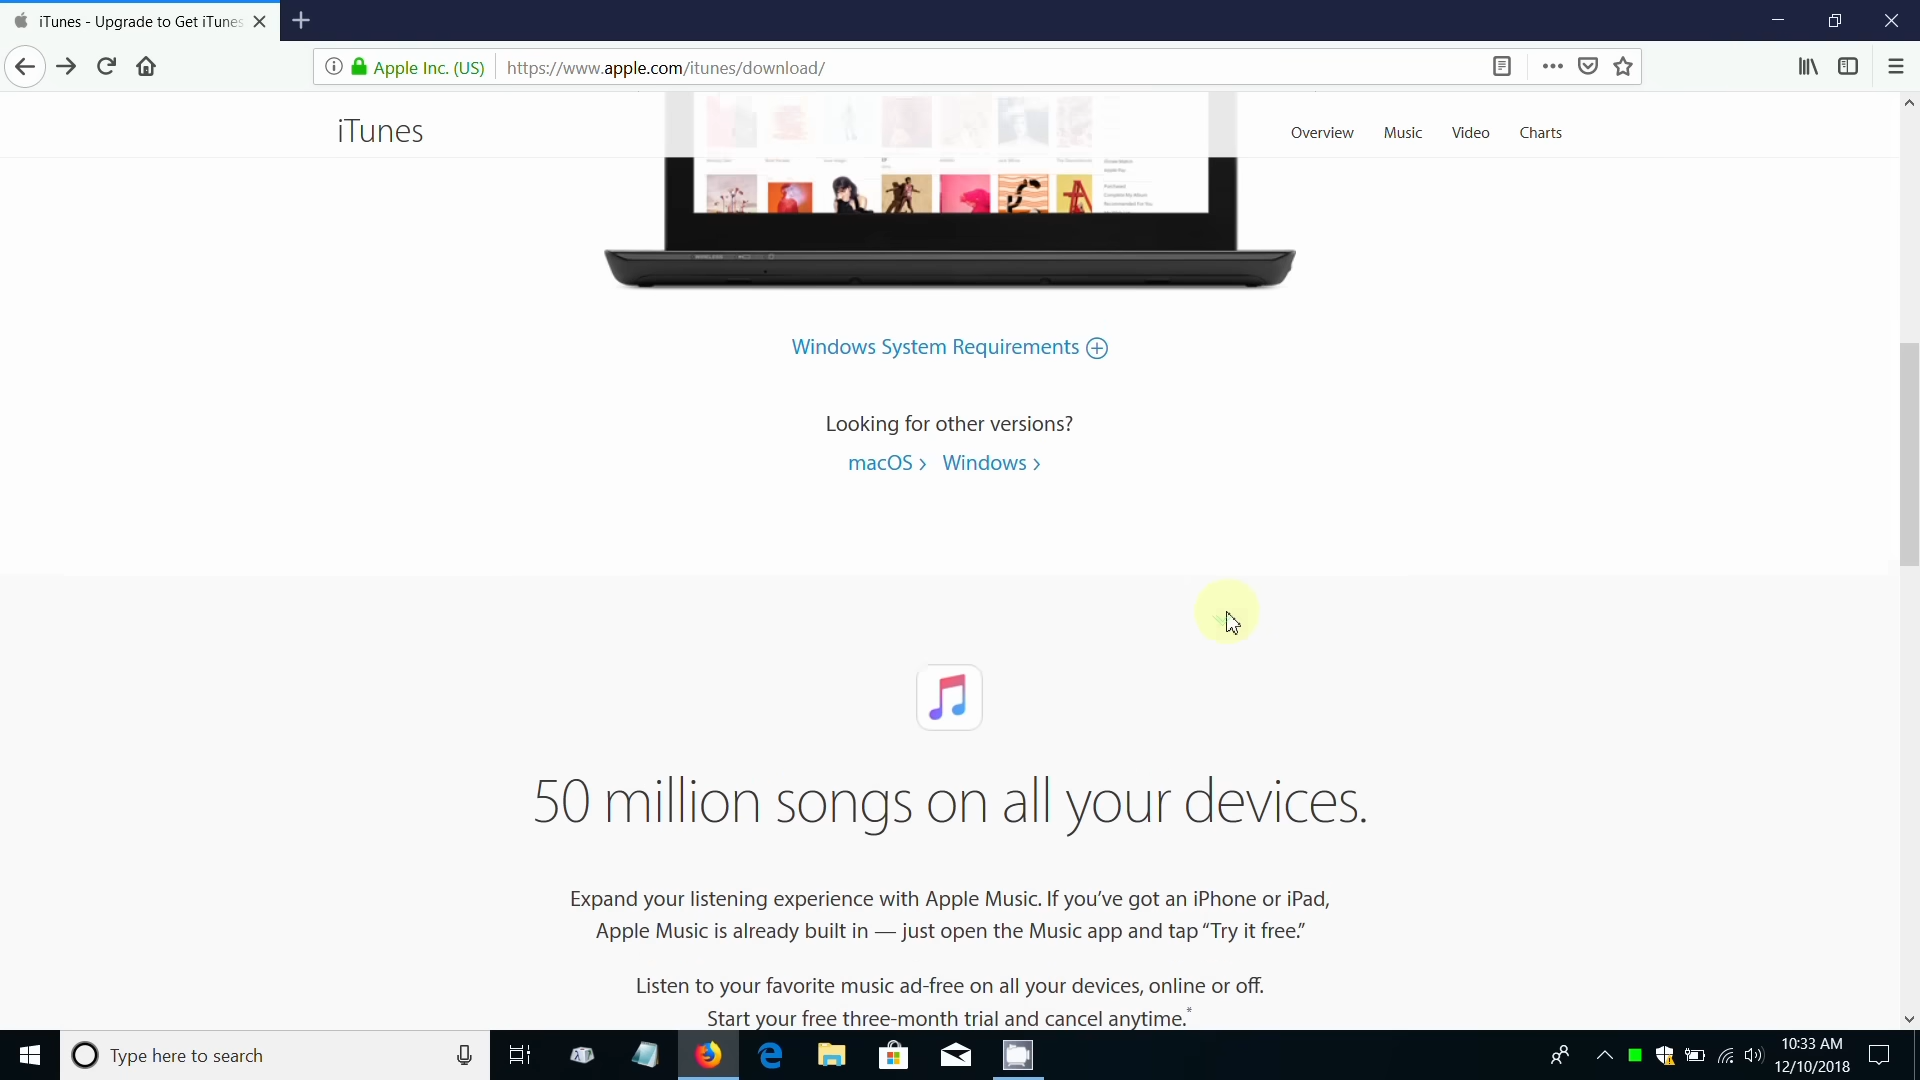 iTunes - Upgrade to Get iTunes
Apple Inc. (US)
https://www.apple.com/itunes/download/
iTunes
Overview
Music
Video
Charts
Windows System Requirements
Looking for other versions?
macOS › Windows ›
50 million songs on all your devices.
Expand your listening experience with Apple Music. If you've got an iPhone or iPad,
Apple Music is already built in — just open the Music app and tap “Try it free.”
Listen to your favorite music ad-free on all your devices, online or off.
Start your free three-month trial and cancel anytime.*
Type here to search
10:33 AM
12/10/2018